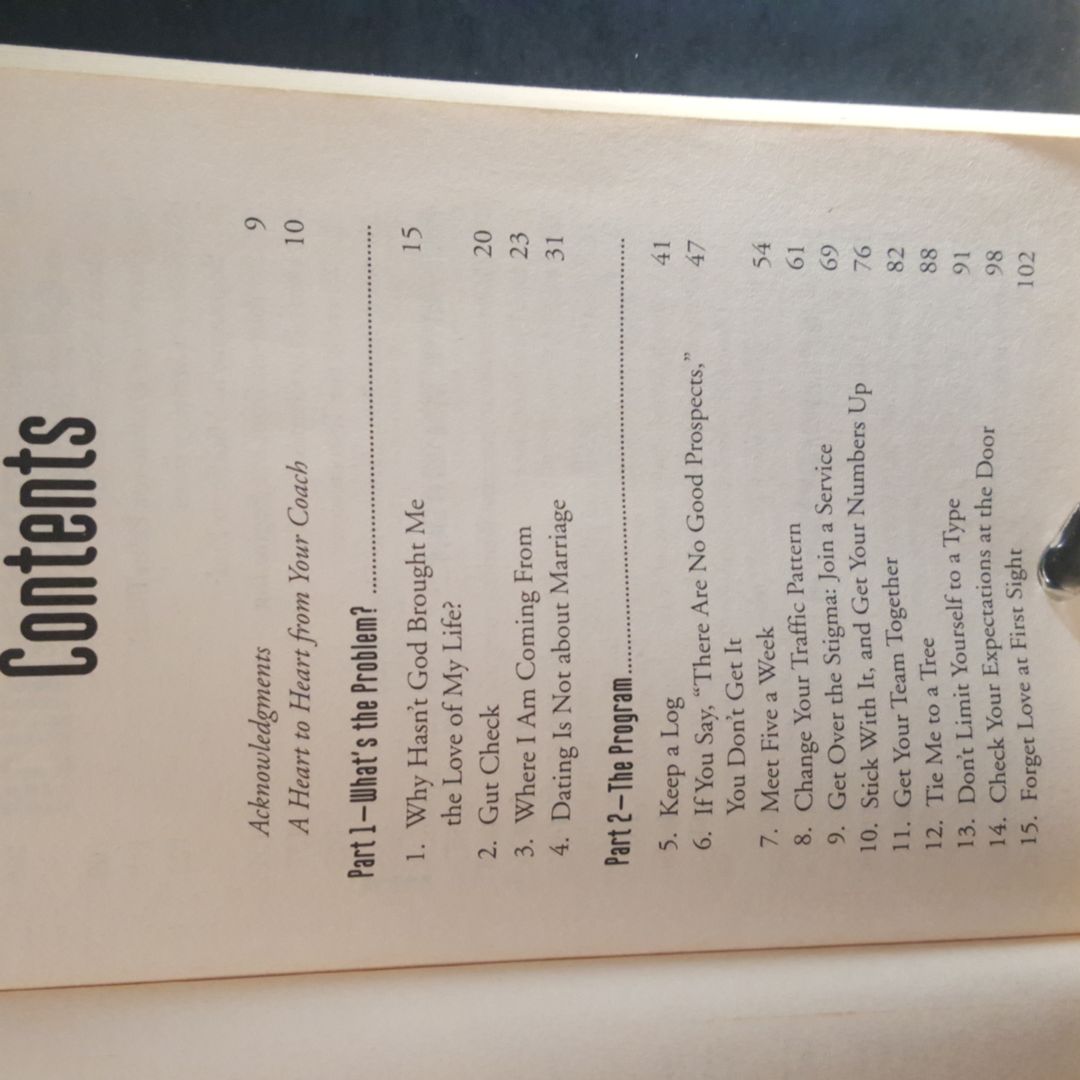 Contents
Acknowledgments 9
A Heart to Heart from Your Coach 10
Part 1—What's the Problem? ........................................
1. Why Hasn't God Brought Me 15
the Love of My Life?
2. Gut Check 20
3. Where I Am Coming From 23
4. Dating Is Not about Marriage 31
Part 2—The Program........................................
5. Keep a Log 41
6. If You Say, “There Are No Good Prospects,” 47
You Don't Get It
7. Meet Five a Week 54
8. Change Your Traffic Pattern 61
9. Get Over the Stigma: Join a Service 69
10. Stick With It, and Get Your Numbers Up 76
11. Get Your Team Together 82
12. Tie Me to a Tree 88
13. Don't Limit Yourself to a Type 91
14. Check Your Expectations at the Door 98
15. Forget Love at First Sight 102